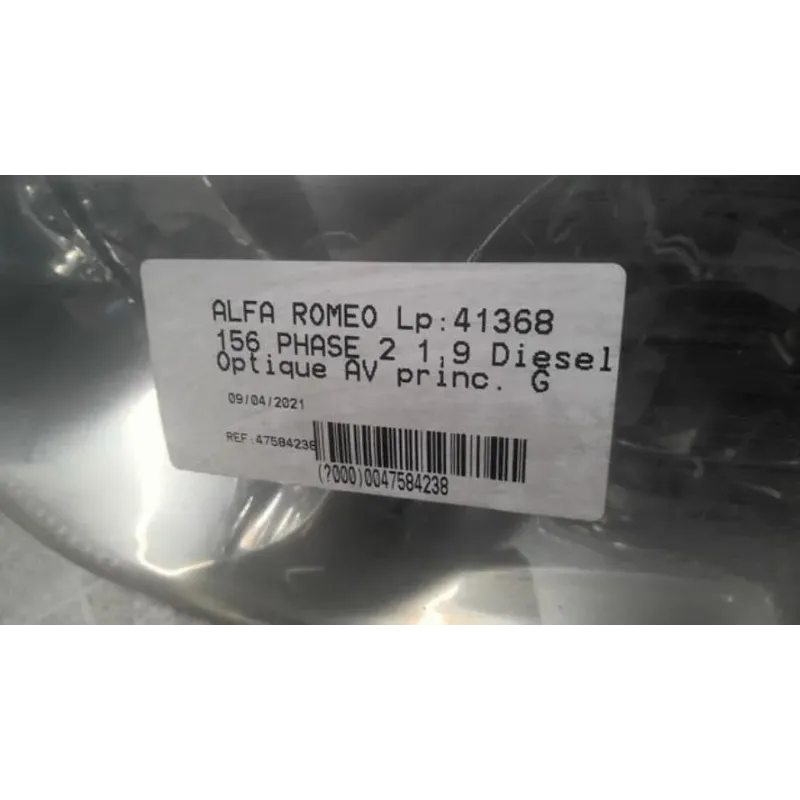 ALFA ROMEO Lp:41368
156 PHASE 2 1,9 Diesel
Optique AV princ. G
09/04/2021
REF:47584238
(?000)0047584238